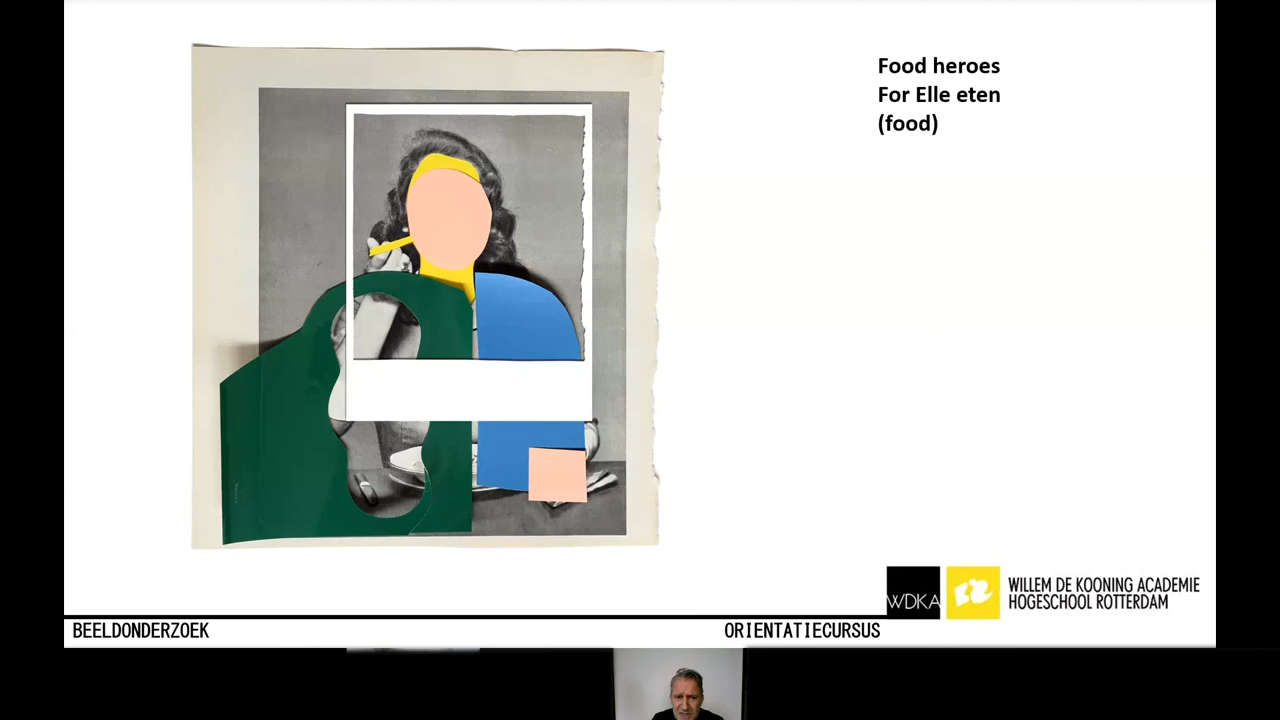 Food heroes
For Elle eten
(food)
WDKA
WILLEM DE KOONING ACADEMIE
HOGESCHOOL ROTTERDAM
BEELDONDERZOEK
ORIENTATIECURSUS